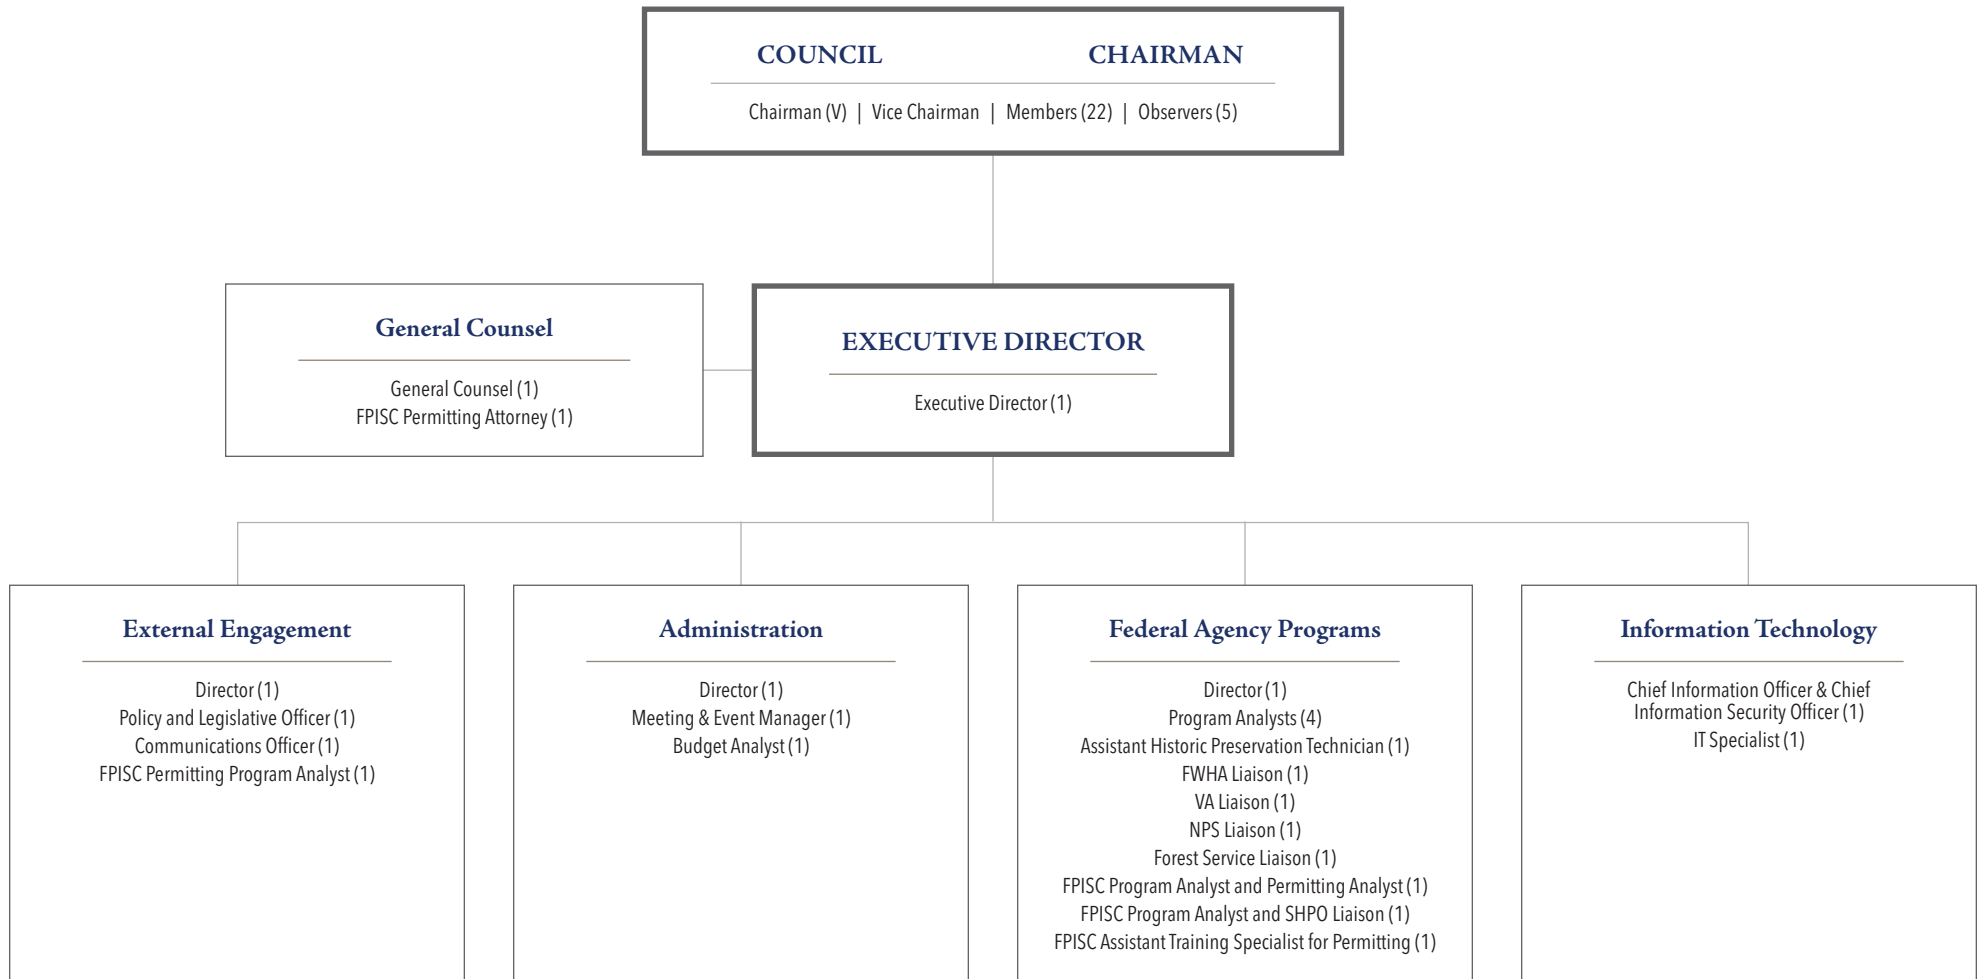 COUNCIL CHAIRMAN
Chairman (V) | Vice Chairman | Members (22) | Observers (5)
General Counsel
General Counsel (1)
FPISC Permitting Attorney (1)
EXECUTIVE DIRECTOR
Executive Director (1)
External Engagement
Director (1)
Policy and Legislative Officer (1)
Communications Officer (1)
FPISC Permitting Program Analyst (1)
Administration
Director (1)
Meeting & Event Manager (1)
Budget Analyst (1)
Federal Agency Programs
Director (1)
Program Analysts (4)
Assistant Historic Preservation Technician (1)
FWHA Liaison (1)
VA Liaison (1)
NPS Liaison (1)
Forest Service Liaison (1)
FPISC Program Analyst and Permitting Analyst (1)
FPISC Program Analyst and SHPO Liaison (1)
FPISC Assistant Training Specialist for Permitting (1)
Information Technology
Chief Information Officer & Chief
Information Security Officer (1)
IT Specialist (1)